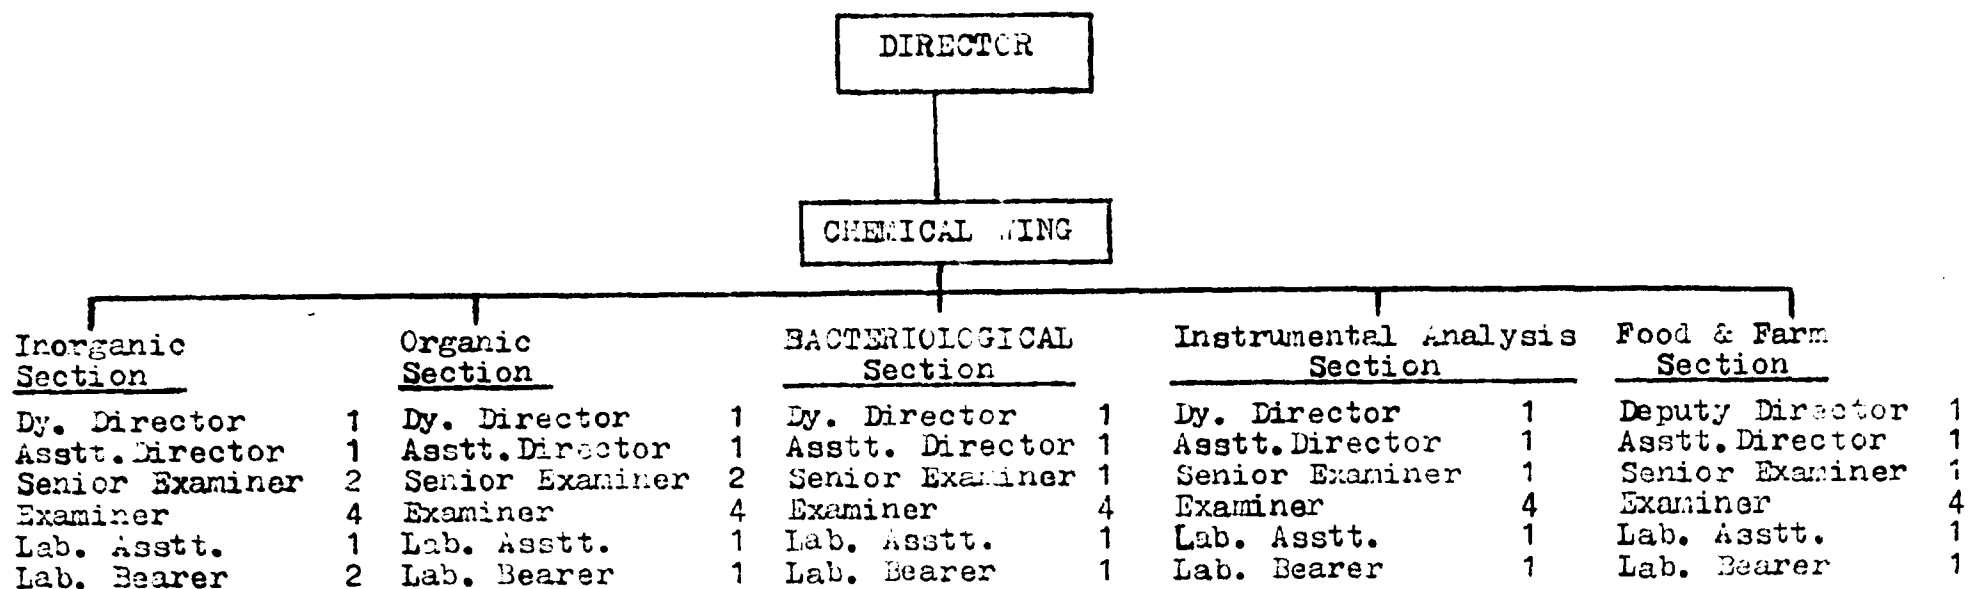 DIRECTOR
CHEMICAL WING
Inorganic
Section
Dy. Director 1
Asstt. Director 1
Senior Examiner 2
Examiner 4
Lab. Asstt. 1
Lab. Bearer 2
Organic
Section
Dy. Director 1
Asstt. Director 1
Senior Examiner 2
Examiner 4
Lab. Asstt. 1
Lab. Bearer 1
BACTERIOLOGICAL
Section
Dy. Director 1
Asstt. Director 1
Senior Examiner 1
Examiner 4
Lab. Asstt. 1
Lab. Bearer 1
Instrumental Analysis
Section
Dy. Director 1
Asstt. Director 1
Senior Examiner 1
Examiner 4
Lab. Asstt. 1
Lab. Bearer 1
Food & Farm
Section
Deputy Director 1
Asstt. Director 1
Senior Examiner 1
Examiner 4
Lab. Asstt. 1
Lab. Bearer 1